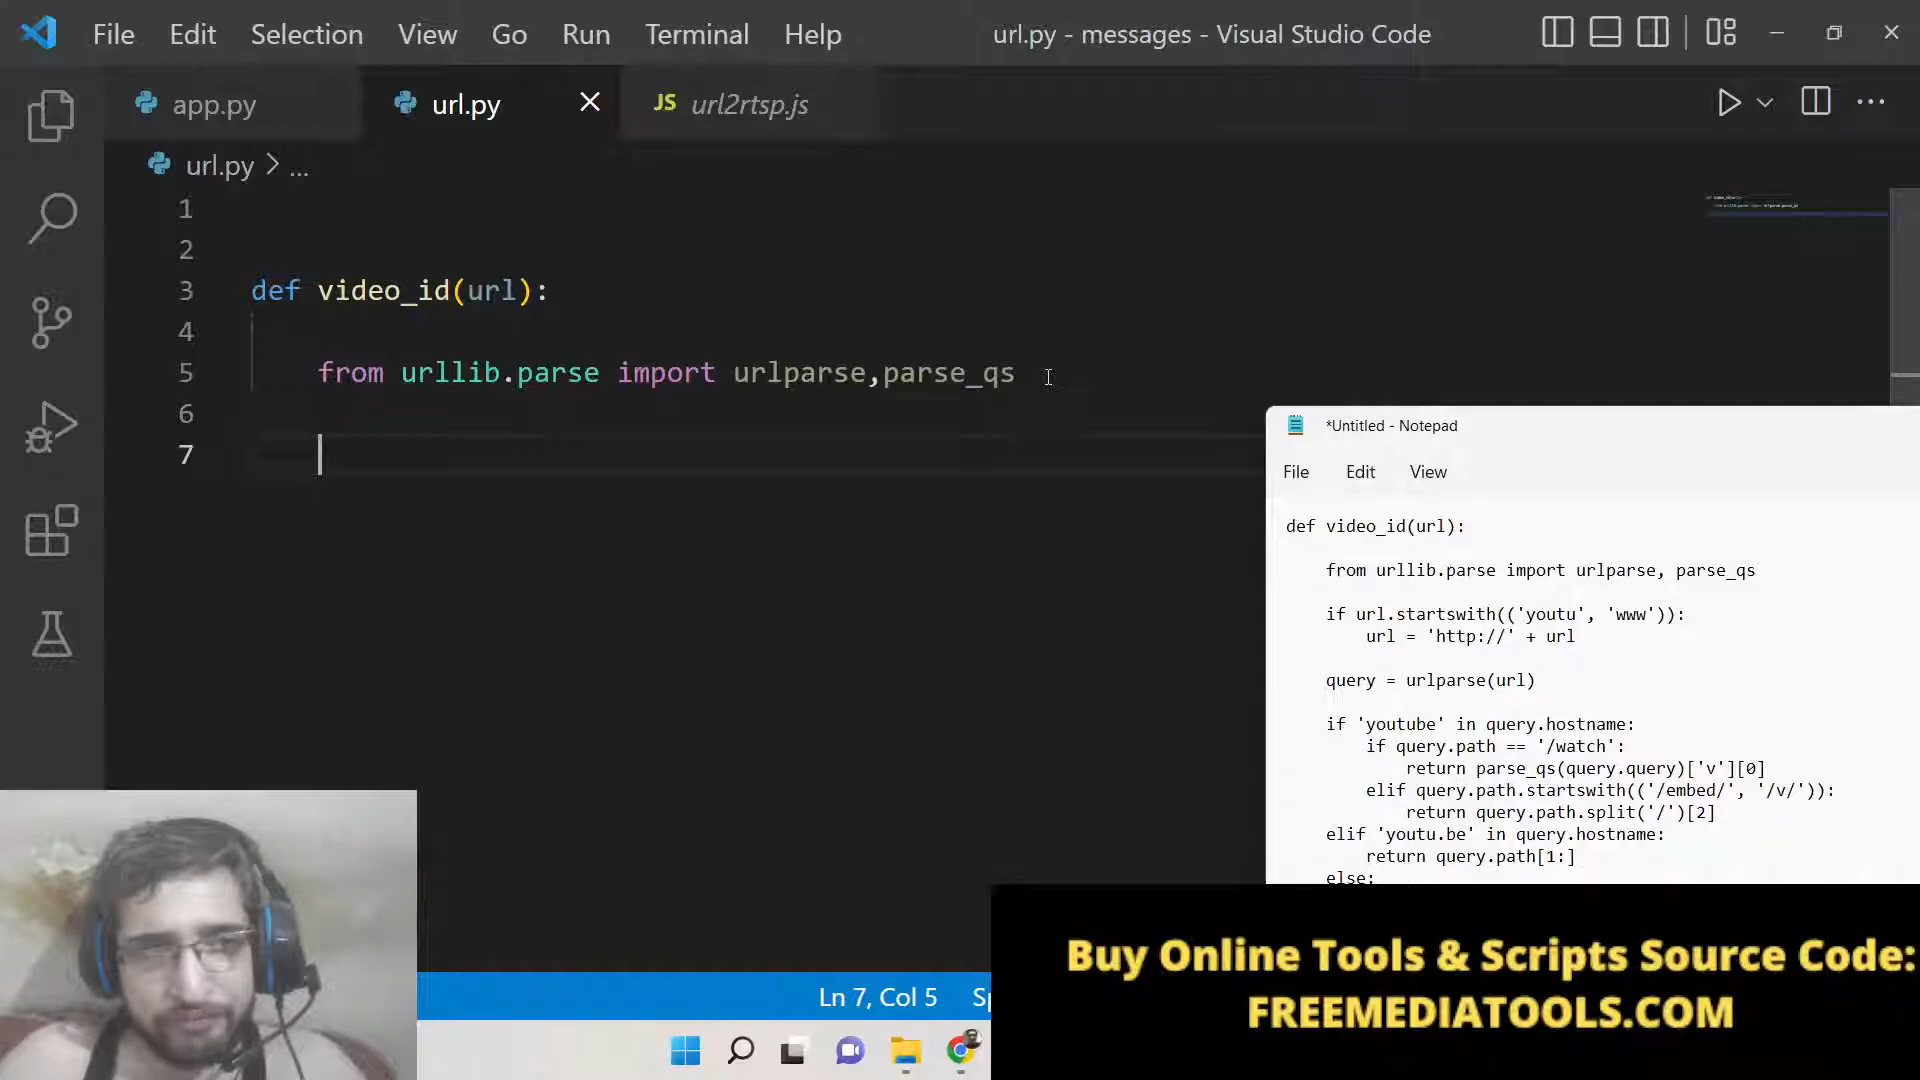 File Edit Selection View Go Run Terminal Help
url.py - messages - Visual Studio Code
app.py
url.py
JS url2rtsp.js
url.py > ...
1
2
3 def video_id(url):
4
5 from urllib.parse import urlparse,parse_qs
6
7
*Untitled - Notepad
File Edit View
def video_id(url):
from urllib.parse import urlparse, parse_qs
if url.startswith(('youtu', 'www')):
url = 'http://' + url
query = urlparse(url)
if 'youtube' in query.hostname:
if query.path == '/watch':
return parse_qs(query.query)['v'][0]
elif query.path.startswith(('/embed/', '/v/')):
return query.path.split('/')[2]
elif 'youtu.be' in query.hostname:
return query.path[1:]
else:
Buy Online Tools & Scripts Source Code:
FREEMEDIATOOLS.COM
Ln 7, Col 5